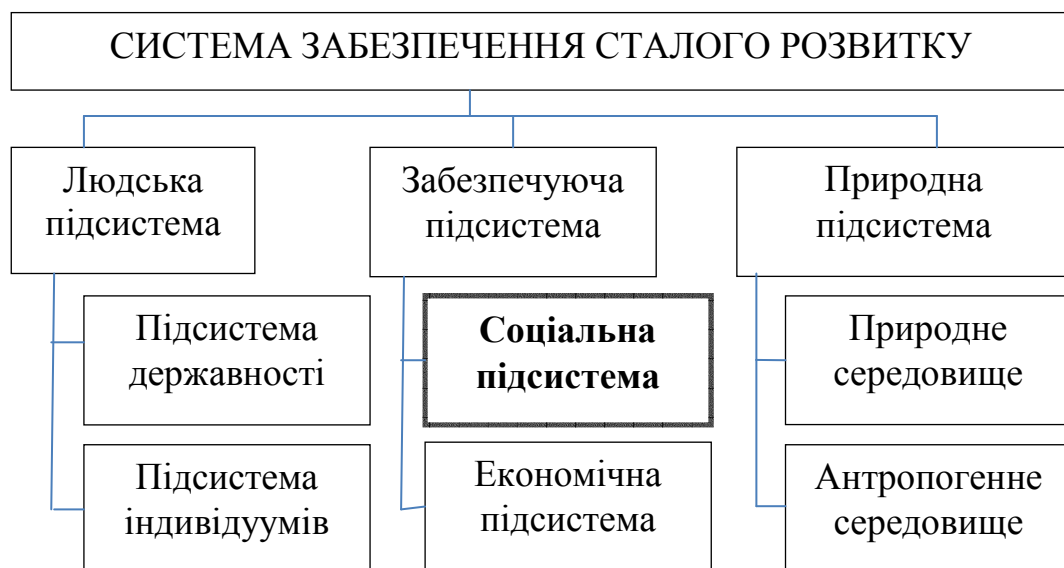 СИСТЕМА ЗАБЕЗПЕЧЕННЯ СТАЛОГО РОЗВИТКУ
Людська
підсистема
Забезпечуюча
підсистема
Природна
підсистема
Підсистема
державності
Соціальна
підсистема
Природне
середовище
Підсистема
індивідуумів
Економічна
підсистема
Антропогенне
середовище